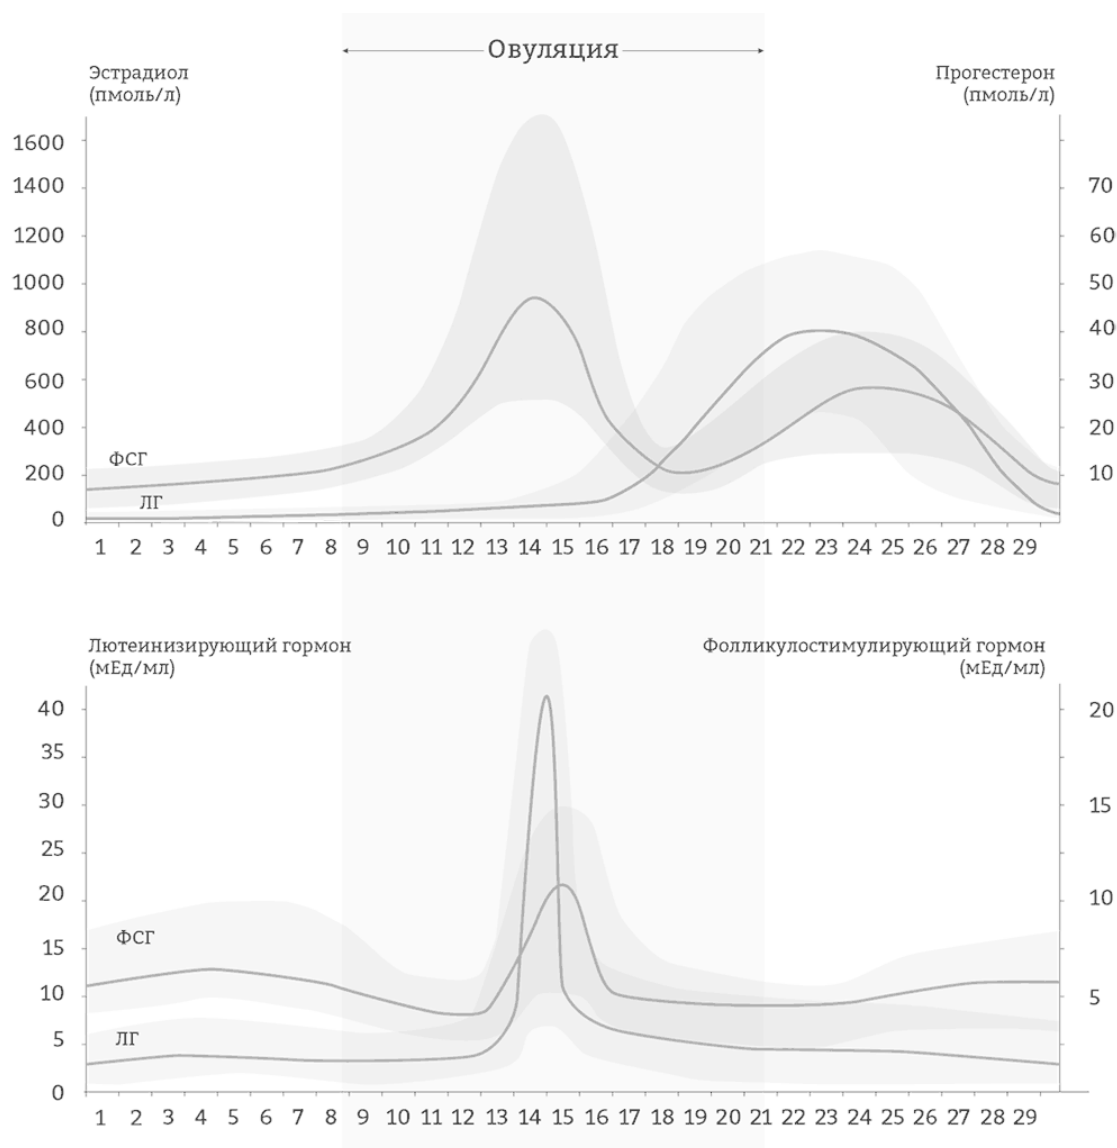 Овуляция
Эстрадиол
(пмоль/л)
Прогестерон
(пмоль/л)
1600
1400
1200
1000
800
600
400
200
0
70
60
50
40
30
20
10
ФСГ
ЛГ
1 2 3 4 5 6 7 8 9 10 11 12 13 14 15 16 17 18 19 20 21 22 23 24 25 26 27 28 29
Лютеинизирующий гормон
(мЕд/мл)
Фолликулостимулирующий гормон
(мЕд/мл)
40
35
30
25
20
15
10
5
0
20
15
10
5
ФСГ
ЛГ
1 2 3 4 5 6 7 8 9 10 11 12 13 14 15 16 17 18 19 20 21 22 23 24 25 26 27 28 29